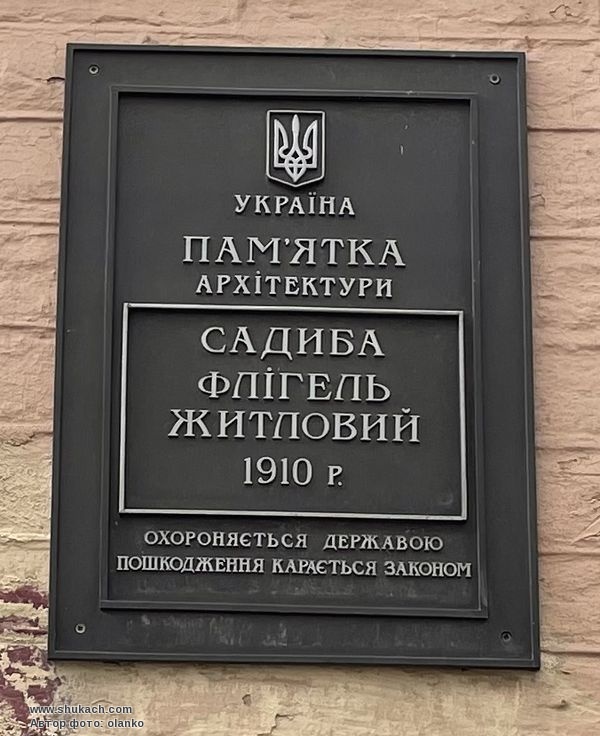 УКРАЇНА
ПАМ'ЯТКА
АРХІТЕКТУРИ
САДИБА
ФЛІГЕЛЬ
ЖИТЛОВИЙ
1910 Р.
ОХОРОНЯЄТЬСЯ ДЕРЖАВОЮ
ПОШКОДЖЕННЯ КАРАЄТЬСЯ ЗАКОНОМ
www.shukach.com
Автор фото: olanko